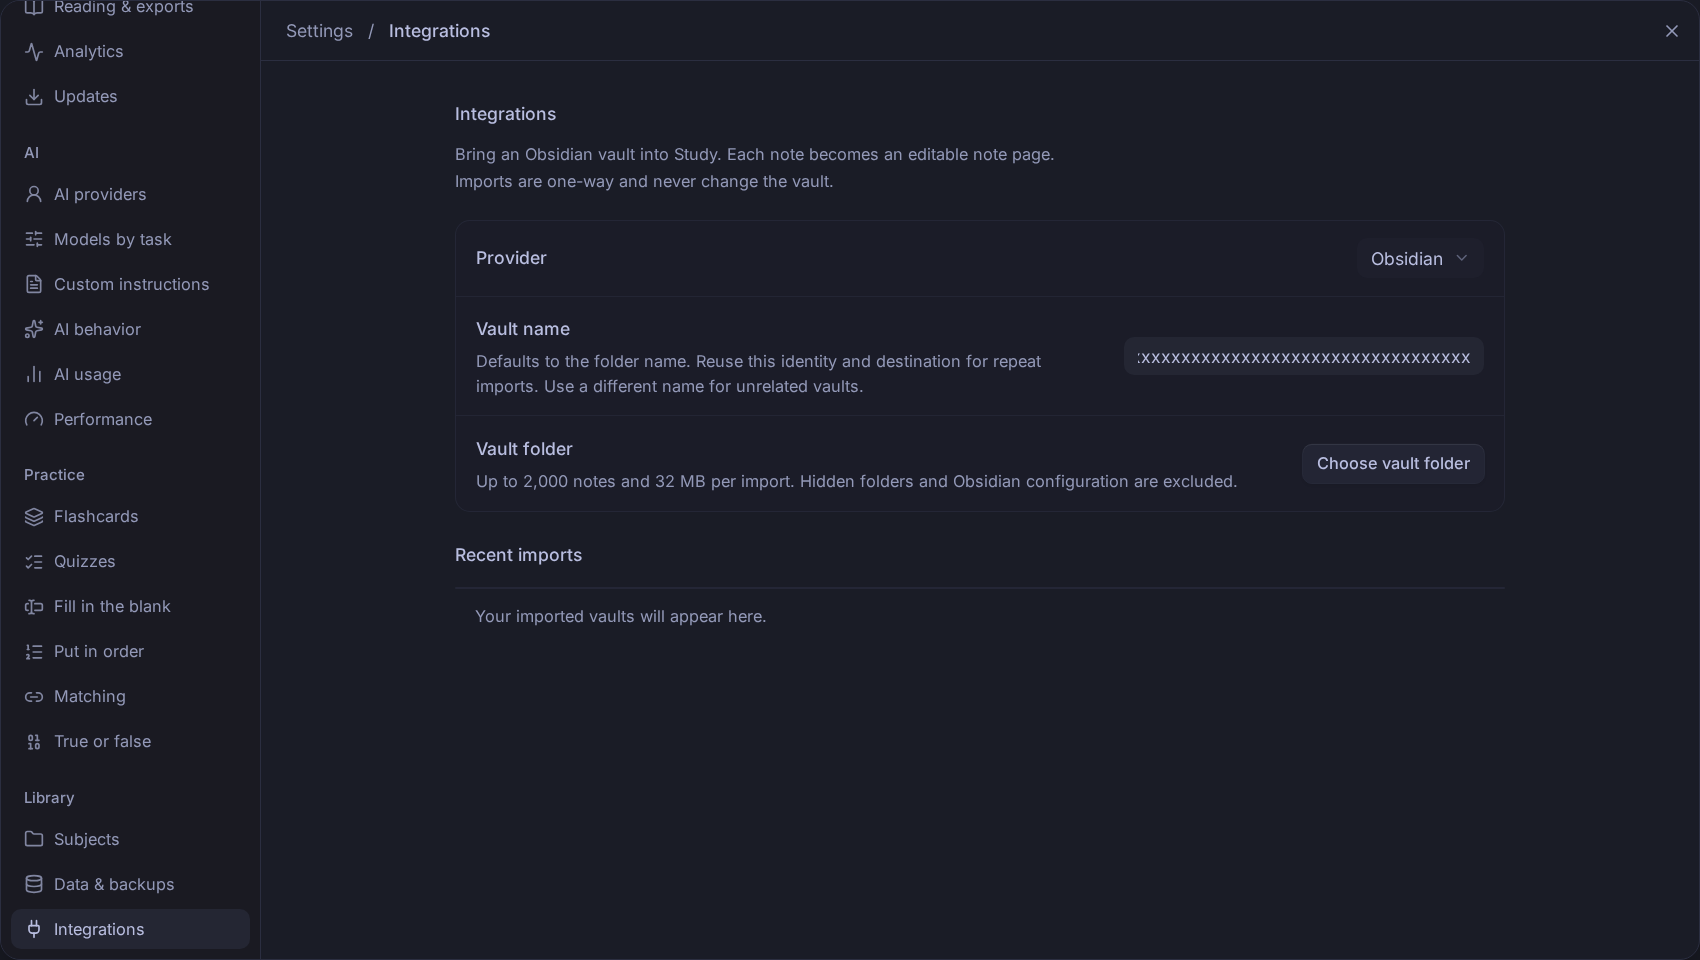 Reading & exports
Analytics
Updates
AI
AI providers
Models by task
Custom instructions
AI behavior
AI usage
Performance
Practice
Flashcards
Quizzes
Fill in the blank
Put in order
Matching
True or false
Library
Subjects
Data & backups
Integrations
Settings / Integrations
Integrations
Bring an Obsidian vault into Study. Each note becomes an editable note page.
Imports are one-way and never change the vault.
Provider
Obsidian
Vault name
Defaults to the folder name. Reuse this identity and destination for repeat
imports. Use a different name for unrelated vaults.
xxxxxxxxxxxxxxxxxxxxxxxxxxxxxxxxx
Vault folder
Up to 2,000 notes and 32 MB per import. Hidden folders and Obsidian configuration are excluded.
Choose vault folder
Recent imports
Your imported vaults will appear here.